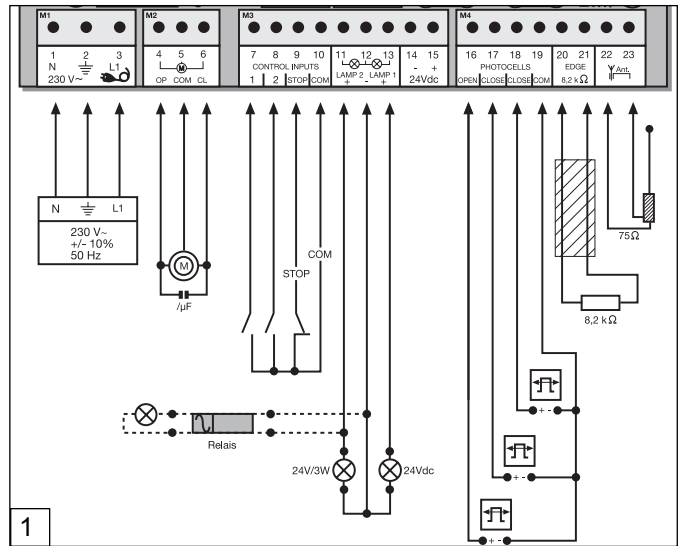 M1 M2 M3 M4
1 2 3 4 5 6 7 8 9 10 11 12 13 14 15 16 17 18 19 20 21 22 23
N L1 M CONTROL INPUTS - + PHOTOCELLS EDGE Ant.
230 V~ OP COM CL 1 2 STOP COM LAMP 2 LAMP 1 24Vdc OPEN CLOSE CLOSE COM 8,2 kΩ
+ - +
N L1
230 V~
+/- 10%
50 Hz
M
/µF
STOP
COM
75Ω
8,2 kΩ
+ -
Relais
+ -
24V/3W
24Vdc
+ -
1